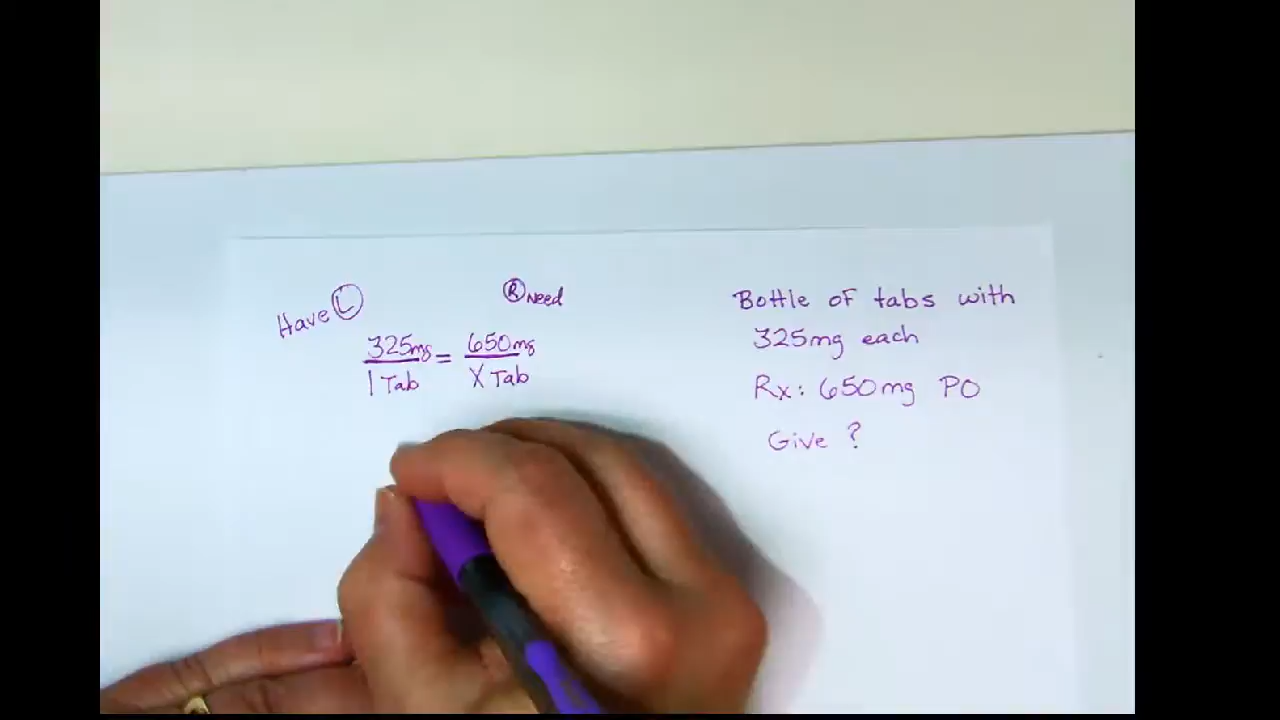 Have Ⓛ
Ⓡ Need
325mg = 650mg
1 Tab X Tab
Bottle of tabs with
325mg each
Rx: 650mg PO
Give ?